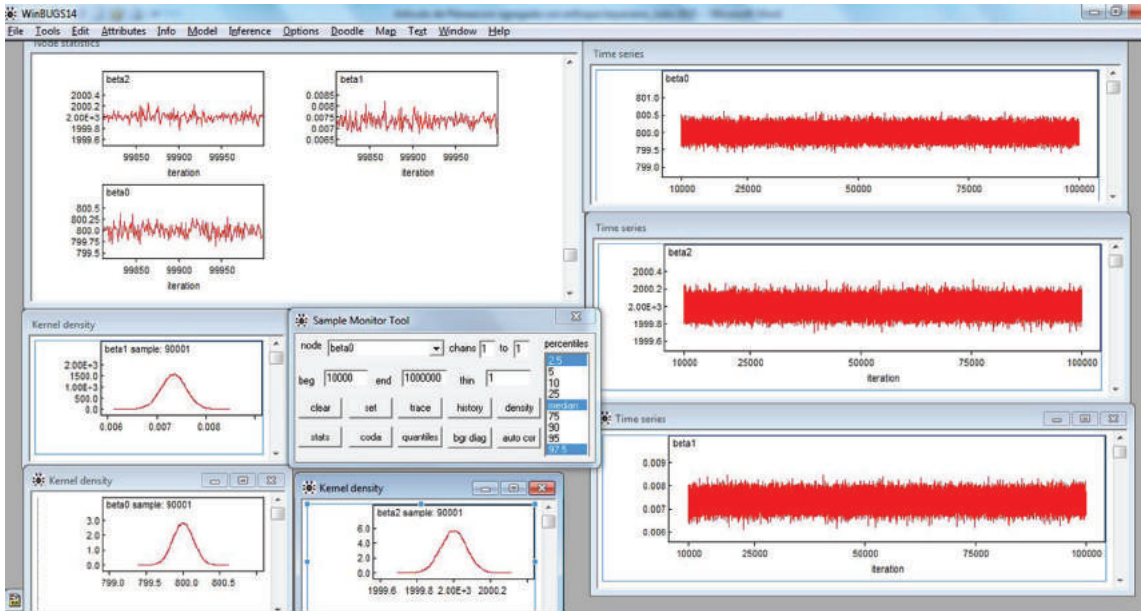 WinBUGS14
File Tools Edit Attributes Info Model Inference Options Doodle Map Text Window Help
Node statistics
beta2
2000.4
2000.2
2.00E+3
1999.8
1999.6
99850 99900 99950
iteration
beta1
0.0085
0.008
0.0075
0.007
0.0065
99850 99900 99950
iteration
beta0
800.5
800.25
800.0
799.75
799.5
99850 99900 99950
iteration
Time series
beta0
801.0
800.5
800.0
799.5
799.0
10000 25000 50000 75000 100000
Time series
beta2
2000.4
2000.2
2.00E+3
1999.8
1999.6
10000 25000 50000 75000 100000
iteration
Kernel density
beta1 sample: 90001
2.00E+3
1500.0
1.00E+3
500.0
0.0
0.006 0.007 0.008
Sample Monitor Tool
node beta0 chains 1 to 1 percentiles
beg 10000 end 1000000 thin 1
2.5
5
10
25
median
75
90
95
97.5
clear set trace history density
stats coda quantiles bgr diag auto cor
Time series
beta1
0.009
0.008
0.007
0.006
10000 25000 50000 75000 100000
iteration
Kernel density
beta0 sample: 90001
3.0
2.0
1.0
0.0
799.0 799.5 800.0 800.5
Kernel density
beta2 sample: 90001
6.0
4.0
2.0
0.0
1999.6 1999.8 2.00E+3 2000.2